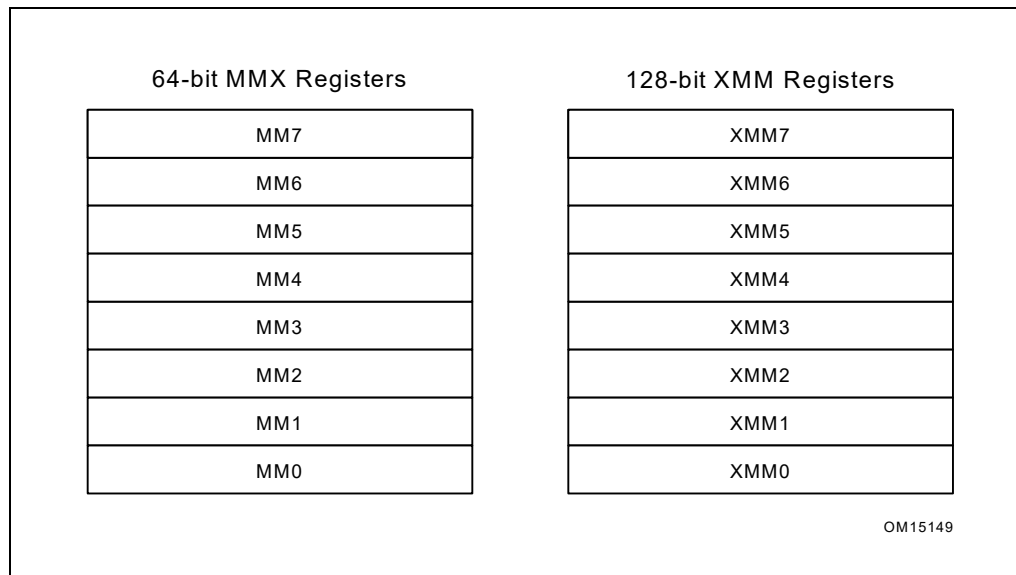 64-bit MMX Registers
MM7
MM6
MM5
MM4
MM3
MM2
MM1
MM0
128-bit XMM Registers
XMM7
XMM6
XMM5
XMM4
XMM3
XMM2
XMM1
XMM0
OM15149